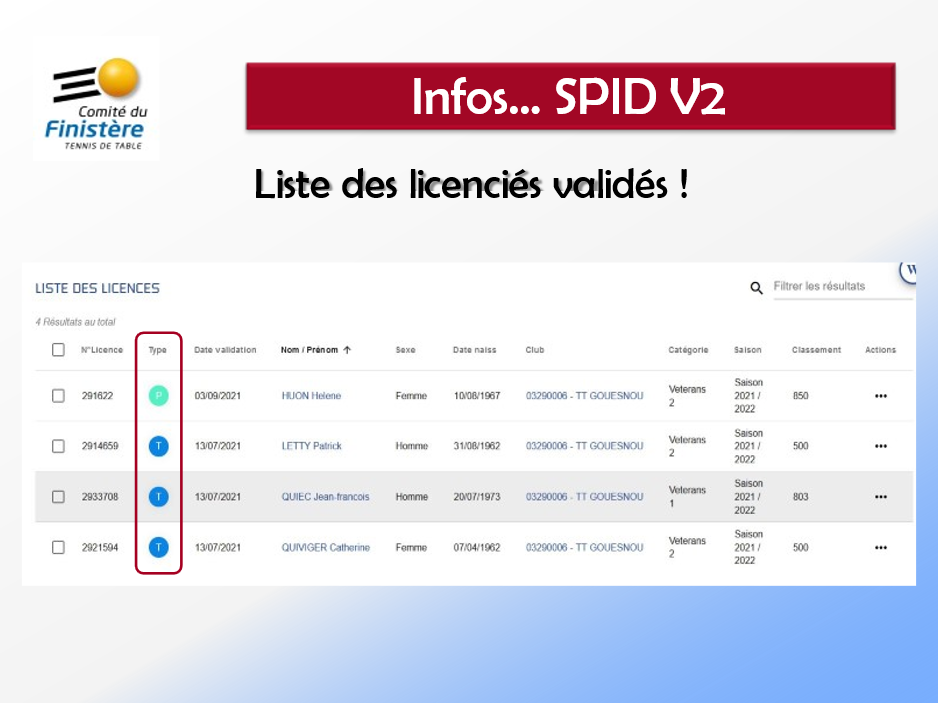 Comité du
Finistère
TENNIS DE TABLE
Infos... SPID V2
Liste des licenciés validés !
LISTE DES LICENCES
Filtrer les résultats
W
4 Résultats au total
N°Licence Type Date validation Nom / Prénom ↑ Sexe Date naiss Club Catégorie Saison Classement Actions
291622 P 03/09/2021 HUON Helene Femme 10/08/1967 03290006 - TT GOUESNOU Veterans 2 Saison 2021 / 2022 850 •••
2914659 T 13/07/2021 LETTY Patrick Homme 31/08/1962 03290006 - TT GOUESNOU Veterans 2 Saison 2021 / 2022 500 •••
2933708 T 13/07/2021 QUIEC Jean-francois Homme 20/07/1973 03290006 - TT GOUESNOU Veterans 1 Saison 2021 / 2022 803 •••
2921594 T 13/07/2021 QUIVIGER Catherine Femme 07/04/1962 03290006 - TT GOUESNOU Veterans 2 Saison 2021 / 2022 500 •••